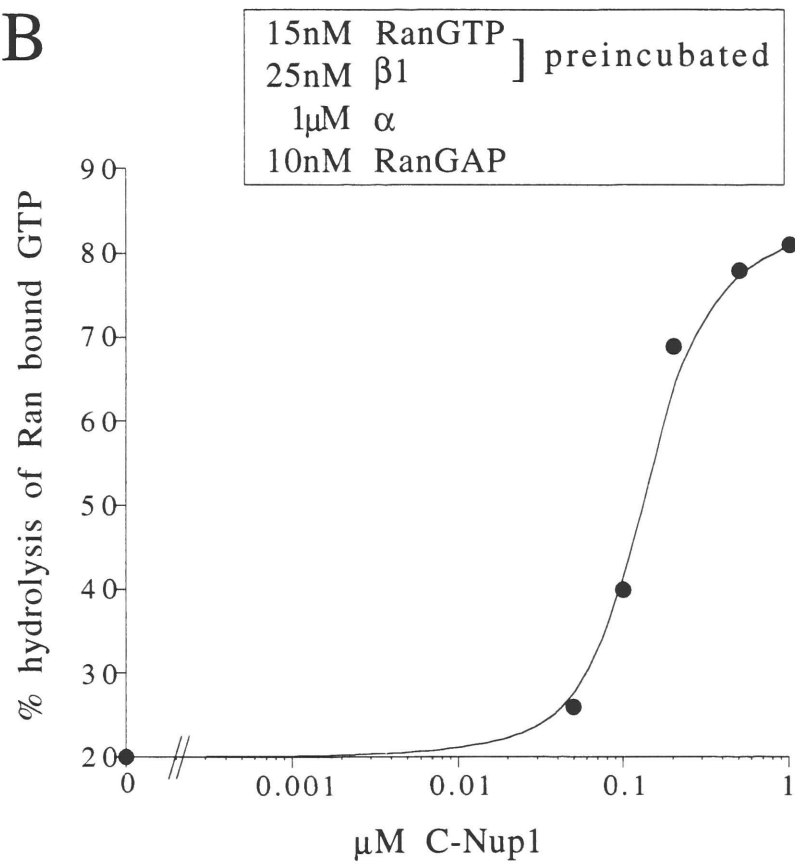 B
15nM RanGTP
25nM β1
] preincubated
1µM α
10nM RanGAP
% hydrolysis of Ran bound GTP
90
80
70
60
50
40
30
20
0
0.001
0.01
0.1
1
µM C-Nup1